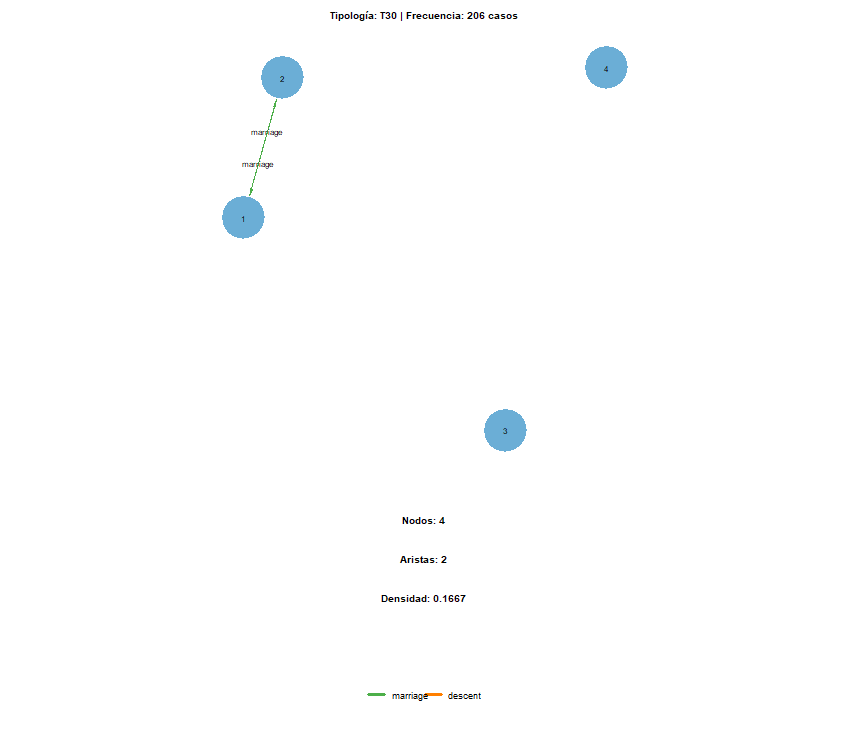 Tipología: T30 | Frecuencia: 206 casos
2
4
marriage
marriage
1
3
Nodos: 4
Aristas: 2
Densidad: 0.1667
marriage descent